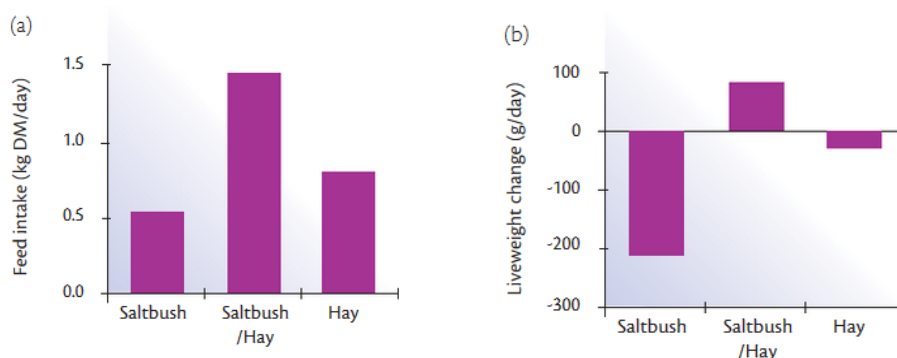 (a)
Feed intake (kg DM/day)
1.5
1.0
0.5
0.0
Saltbush
Saltbush
/Hay
Hay
(b)
Liveweight change (g/day)
100
0
-100
-200
-300
Saltbush
Saltbush
/Hay
Hay